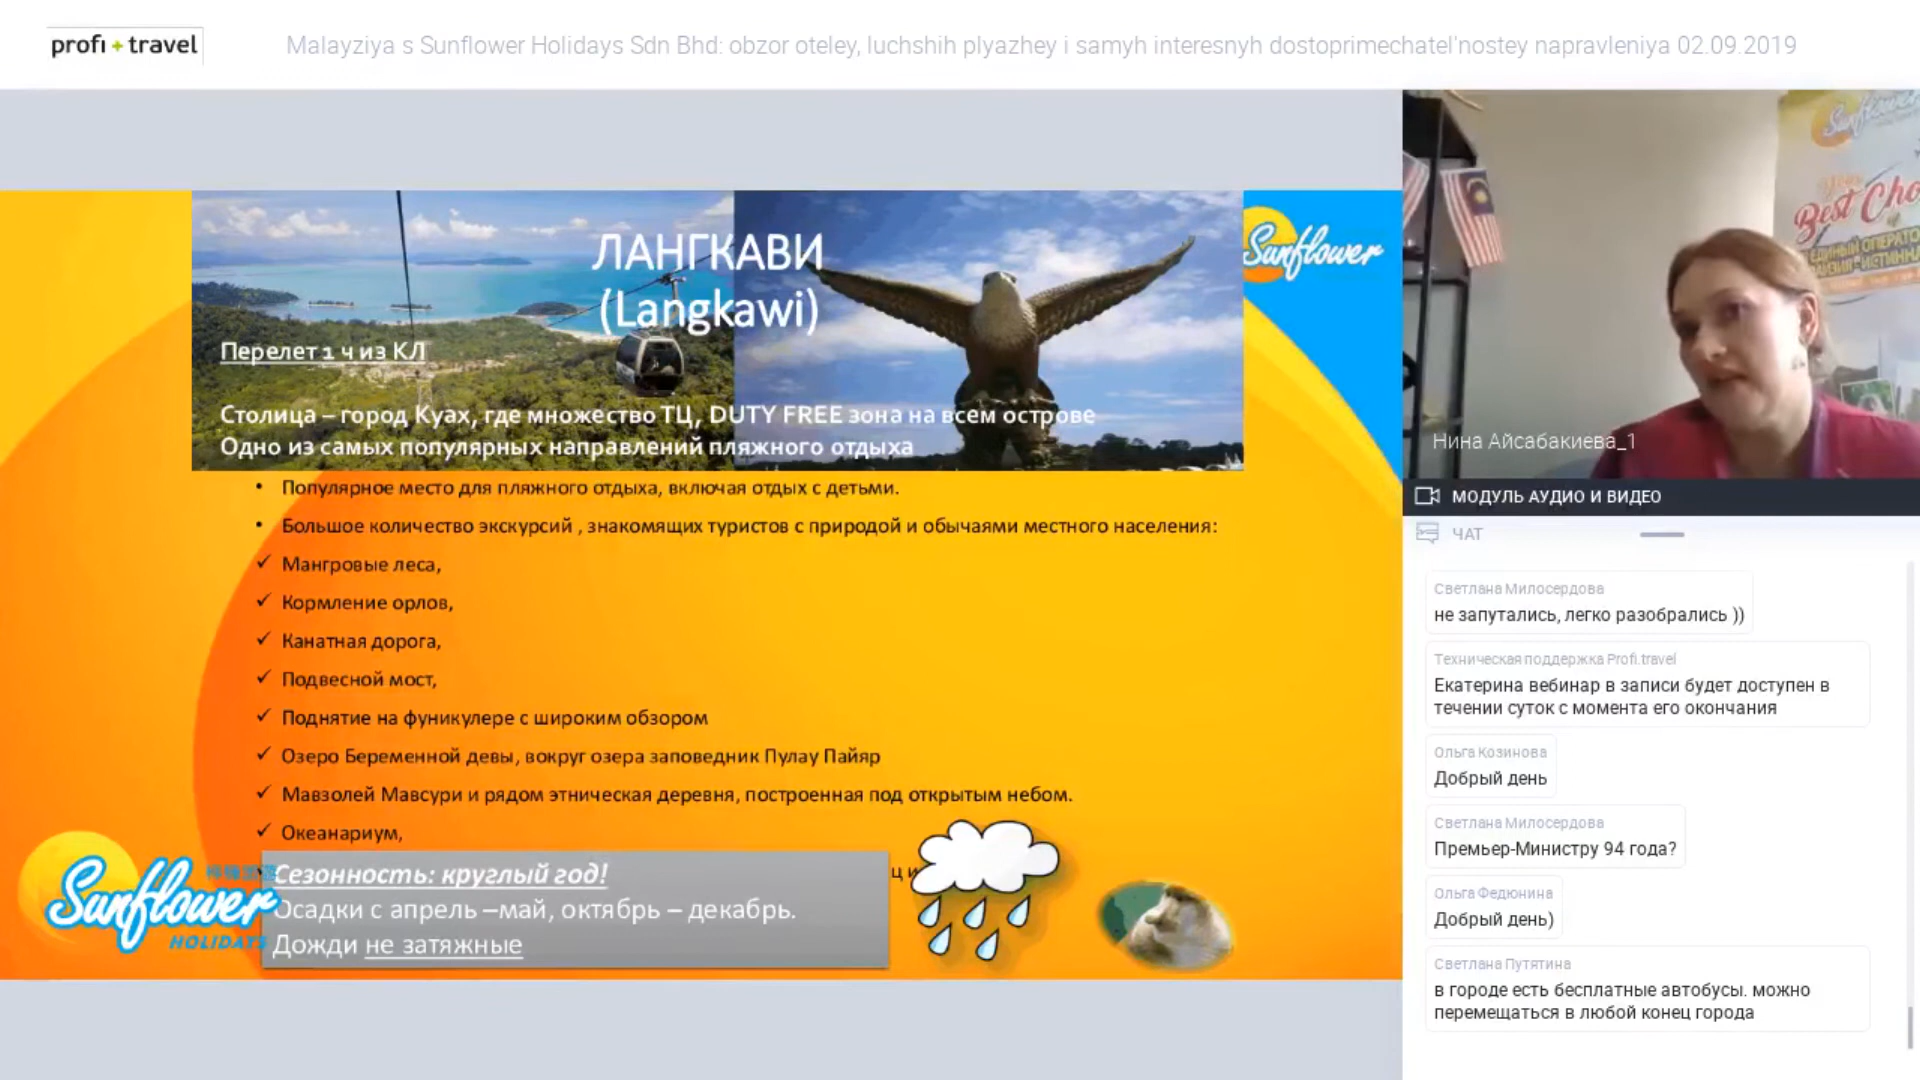 profi + travel
Malayziya s Sunflower Holidays Sdn Bhd: obzor oteley, luchshih plyazhey i samyh interesnyh dostoprimechatel'nostey napravleniya 02.09.2019
ЛАНГКАВИ
(Langkawi)
Перелет 1 ч из КЛ
Столица – город Куах, где множество ТЦ, DUTY FREE зона на всем острове
Одно из самых популярных направлений пляжного отдыха
Sunflower
• Популярное место для пляжного отдыха, включая отдых с детьми.
• Большое количество экскурсий , знакомящих туристов с природой и обычаями местного населения:
✓ Мангровые леса,
✓ Кормление орлов,
✓ Канатная дорога,
✓ Подвесной мост,
✓ Поднятие на фуникулере с широким обзором
✓ Озеро Беременной девы, вокруг озера заповедник Пулау Пайяр
✓ Мавзолей Мавсури и рядом этническая деревня, построенная под открытым небом.
✓ Океанариум,
Сезонность: круглый год!
Осадки с апрель –май, октябрь – декабрь.
Дожди не затяжные
Sunflower
HOLIDAYS
Sunflower
Best
Нина Айсабакиева_1
МОДУЛЬ АУДИО И ВИДЕО
ЧАТ
Светлана Милосердова
не запутались, легко разобрались ))
Техническая поддержка Profi.travel
Екатерина вебинар в записи будет доступен в
течении суток с момента его окончания
Ольга Козинова
Добрый день
Светлана Милосердова
Премьер-Министру 94 года?
Ольга Федюнина
Добрый день)
Светлана Путятина
в городе есть бесплатные автобусы. можно
перемещаться в любой конец города